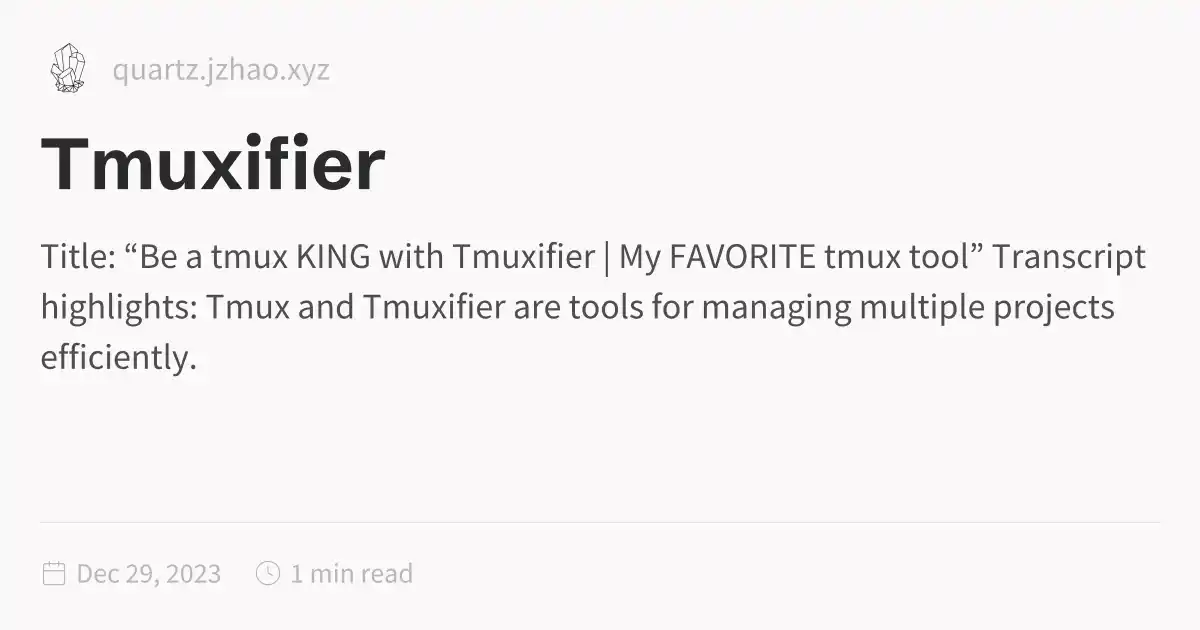 quartz.jzhao.xyz
Tmuxifier
Title: “Be a tmux KING with Tmuxifier | My FAVORITE tmux tool” Transcript
highlights: Tmux and Tmuxifier are tools for managing multiple projects
efficiently.
Dec 29, 2023 1 min read